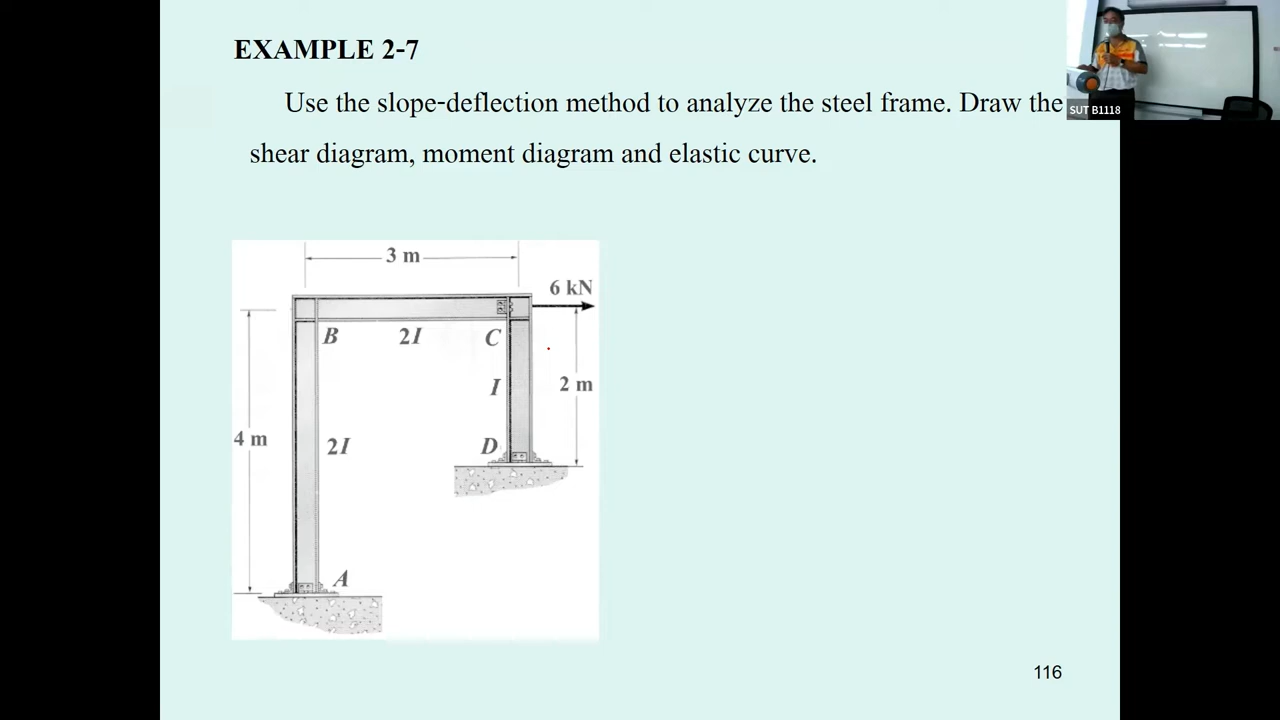 EXAMPLE 2-7
Use the slope-deflection method to analyze the steel frame. Draw the
shear diagram, moment diagram and elastic curve.
SUT B1118
3 m
6 kN
B
2I
C
I
2 m
4 m
2I
D
A
116